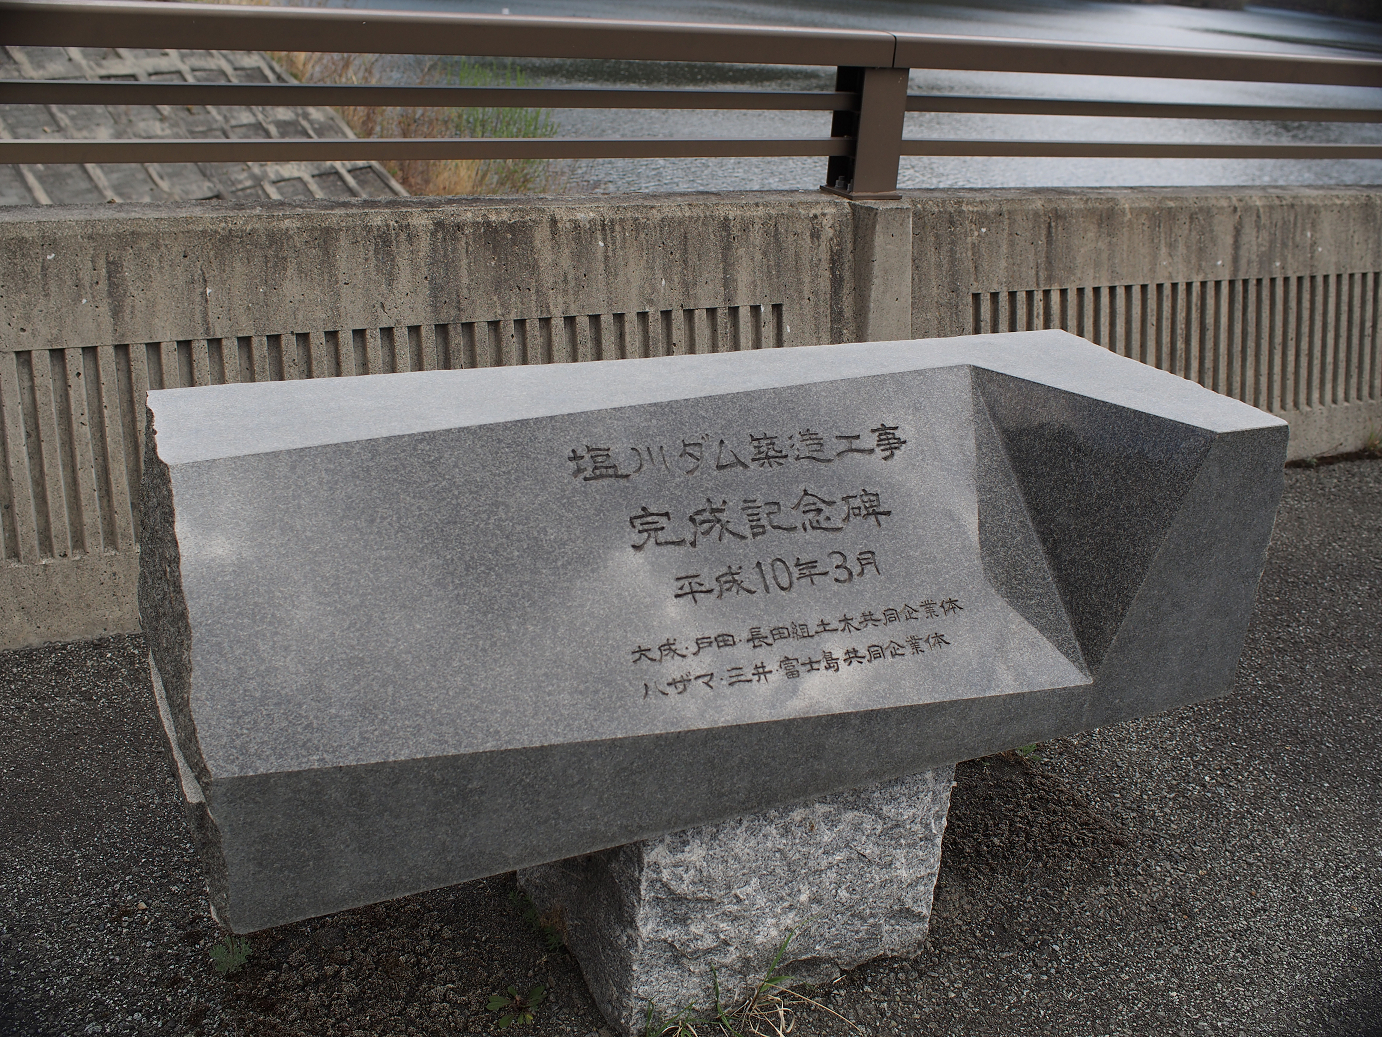 塩川ダム築造工事
完成記念碑
平成10年3月
大成・戸田・長田組土木共同企業体
ハザマ・三井・富士島共同企業体